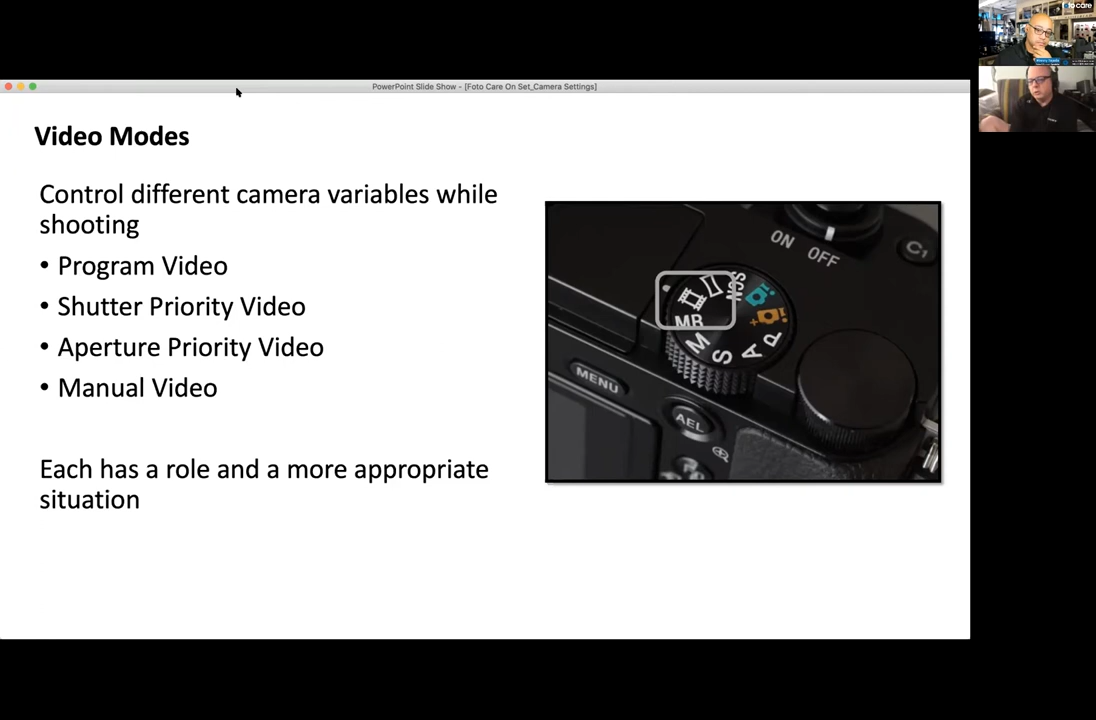 PowerPoint Slide Show - [Foto Care On Set_Camera Settings]
Video Modes
Control different camera variables while
shooting
• Program Video
• Shutter Priority Video
• Aperture Priority Video
• Manual Video
Each has a role and a more appropriate
situation
ON OFF
C1
SCN
MR
M
S
A
P
MENU
AEL